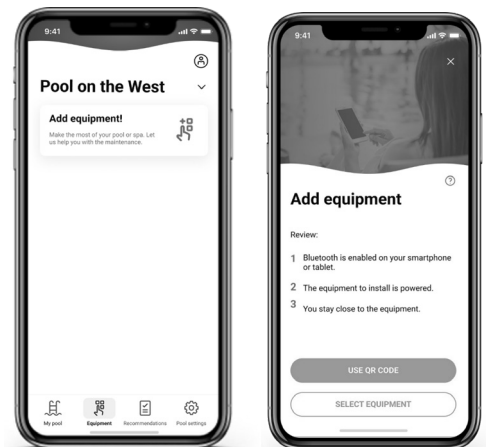 9:41
Pool on the West
Add equipment!
Make the most of your pool or spa. Let
us help you with the maintenance.
My pool
Equipment
Recommendations
Pool settings
9:41
Add equipment
Review:
1 Bluetooth is enabled on your smartphone
or tablet.
2 The equipment to install is powered.
3 You stay close to the equipment.
USE QR CODE
SELECT EQUIPMENT